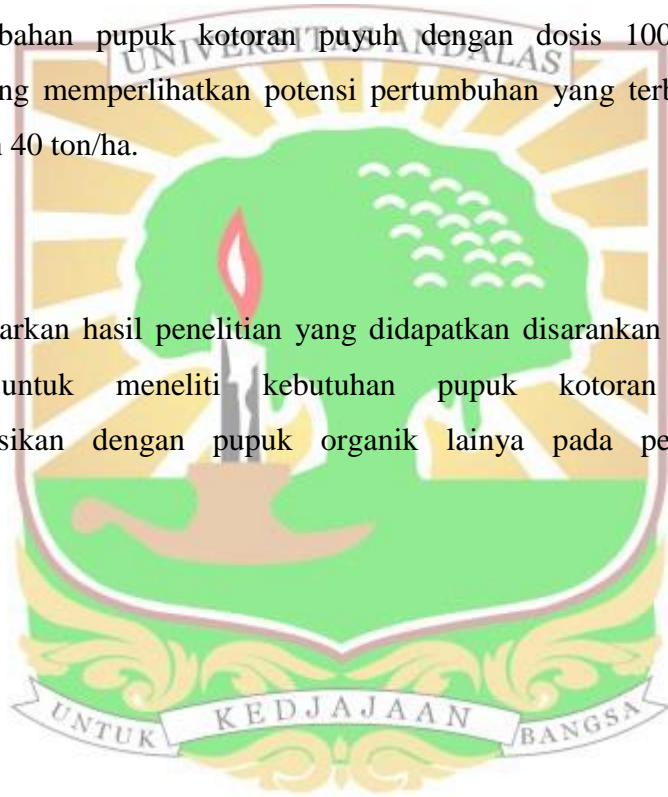 bahan pupuk kotoran puyuh dengan dosis 100
UNIVERSITAS ANDALAS
ng memperlihatkan potensi pertumbuhan yang terb
40 ton/ha.
arkan hasil penelitian yang didapatkan disarankan
untuk meneliti kebutuhan pupuk kotoran
sikan dengan pupuk organik lainya pada pe
UNTUK KEDJAJAAN BANGSA